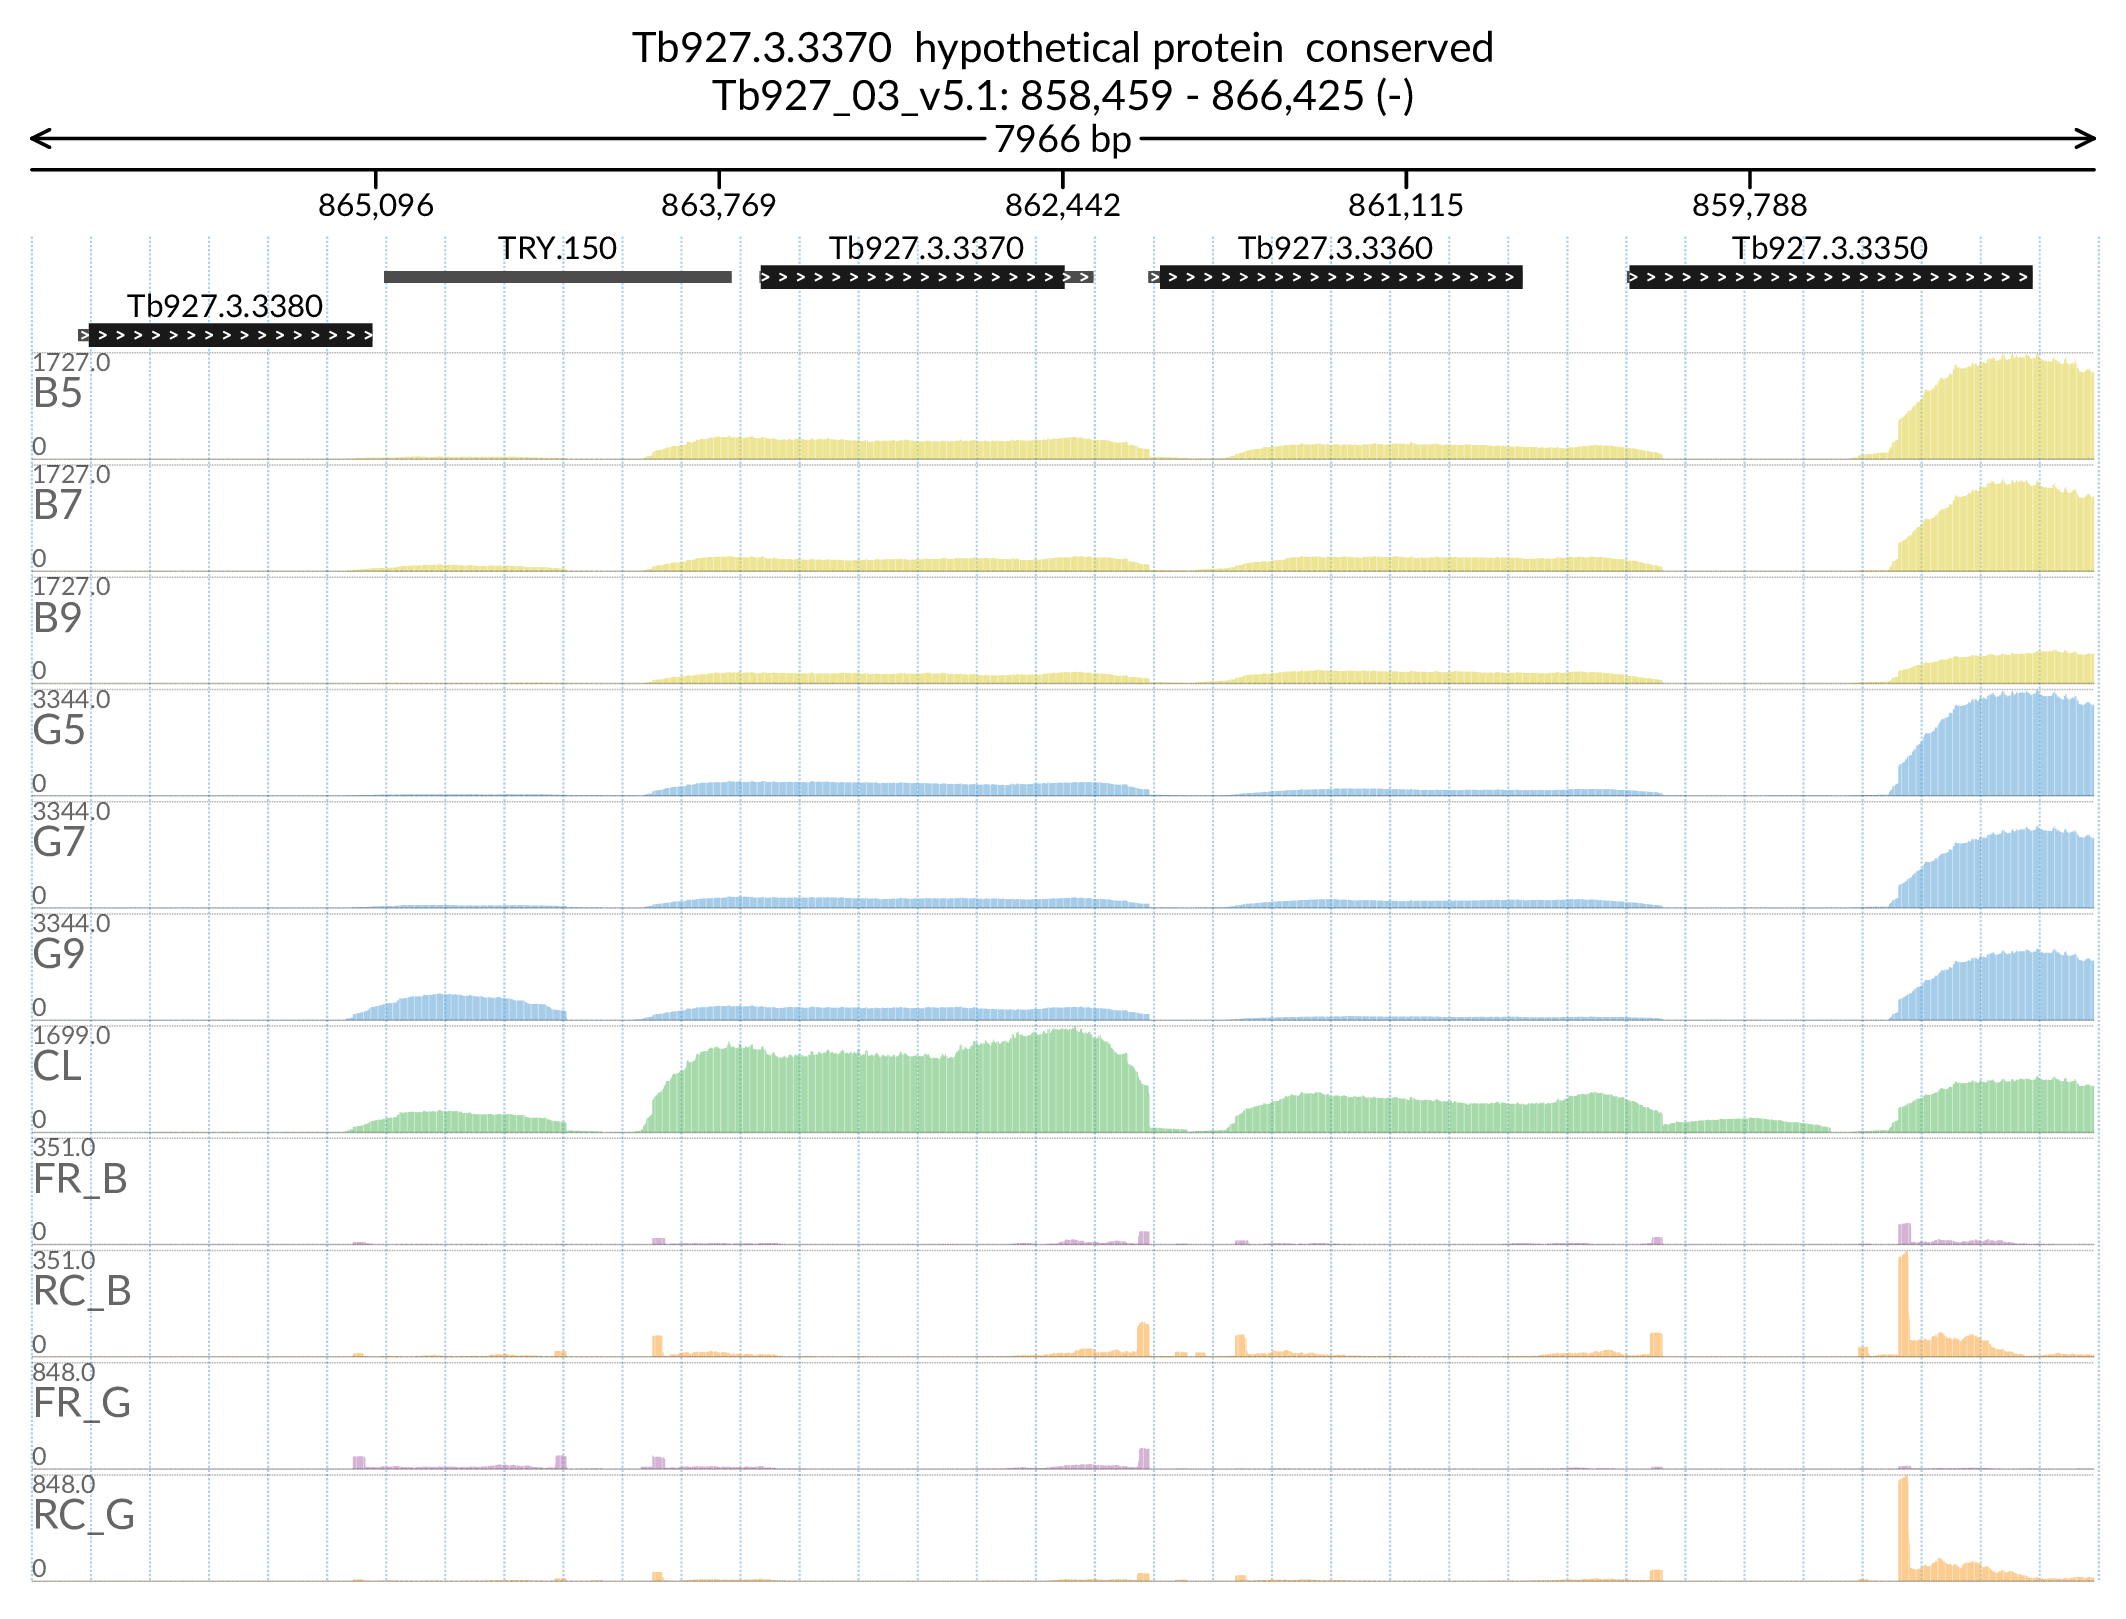 Tb927.3.3370  hypothetical protein  conserved
Tb927_03_v5.1: 858,459 - 866,425 (-)
7966 bp
865,096 863,769 862,442 861,115 859,788
TRY.150 Tb927.3.3370 Tb927.3.3360 Tb927.3.3350
Tb927.3.3380
1727.0
B5
0
1727.0
B7
0
1727.0
B9
0
3344.0
G5
0
3344.0
G7
0
3344.0
G9
0
1699.0
CL
0
351.0
FR_B
0
351.0
RC_B
0
848.0
FR_G
0
848.0
RC_G
0